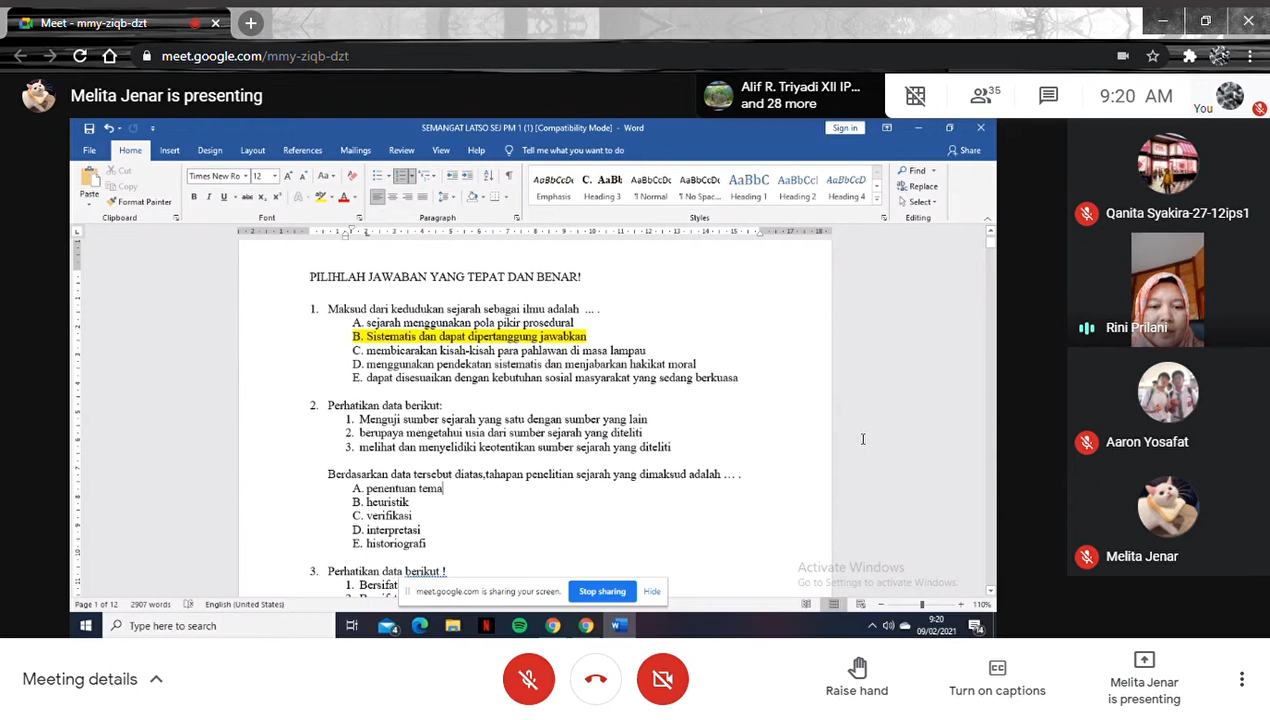 Meet - mmy-ziqb-dzt
meet.google.com/mmy-ziqb-dzt
Melita Jenar is presenting
Alif R. Triyadi XII IP...
and 28 more
35
9:20 AM
You
SEMANGAT LATSO SEJ PM 1 (1) [Compatibility Mode] - Word
Sign in
File Home Insert Design Layout References Mailings Review View Help Tell me what you want to do Share
Paste
Cut
Copy
Format Painter
Times New Ro 12
AaBbCcDc C. AaBb AaBbCcDc AaBbCcDc AaBbC AaBbCcI AaBbCcD
Emphasis Heading 3 ¶ Normal ¶ No Spac... Heading 1 Heading 2 Heading 4
Find
Replace
Select
Clipboard Font Paragraph Styles Editing
PILIHLAH JAWABAN YANG TEPAT DAN BENAR!
1. Maksud dari kedudukan sejarah sebagai ilmu adalah ... .
A. sejarah menggunakan pola pikir prosedural
B. Sistematis dan dapat dipertanggung jawabkan
C. membicarakan kisah-kisah para pahlawan di masa lampau
D. menggunakan pendekatan sistematis dan menjabarkan hakikat moral
E. dapat disesuaikan dengan kebutuhan sosial masyarakat yang sedang berkuasa
2. Perhatikan data berikut:
1. Menguji sumber sejarah yang satu dengan sumber yang lain
2. berupaya mengetahui usia dari sumber sejarah yang diteliti
3. melihat dan menyelidiki keotentikan sumber sejarah yang diteliti
Berdasarkan data tersebut diatas,tahapan penelitian sejarah yang dimaksud adalah ... .
A. penentuan tema
B. heuristik
C. verifikasi
D. interpretasi
E. historiografi
3. Perhatikan data berikut !
1. Bersifat
meet.google.com is sharing your screen. Stop sharing Hide
Activate Windows
Go to Settings to activate Windows.
Page 1 of 12 2907 words English (United States) 110%
Type here to search
4
9:20
09/02/2021
14
Qanita Syakira-27-12ips1
Rini Prilani
Aaron Yosafat
Melita Jenar
Meeting details
Raise hand
Turn on captions
Melita Jenar
is presenting